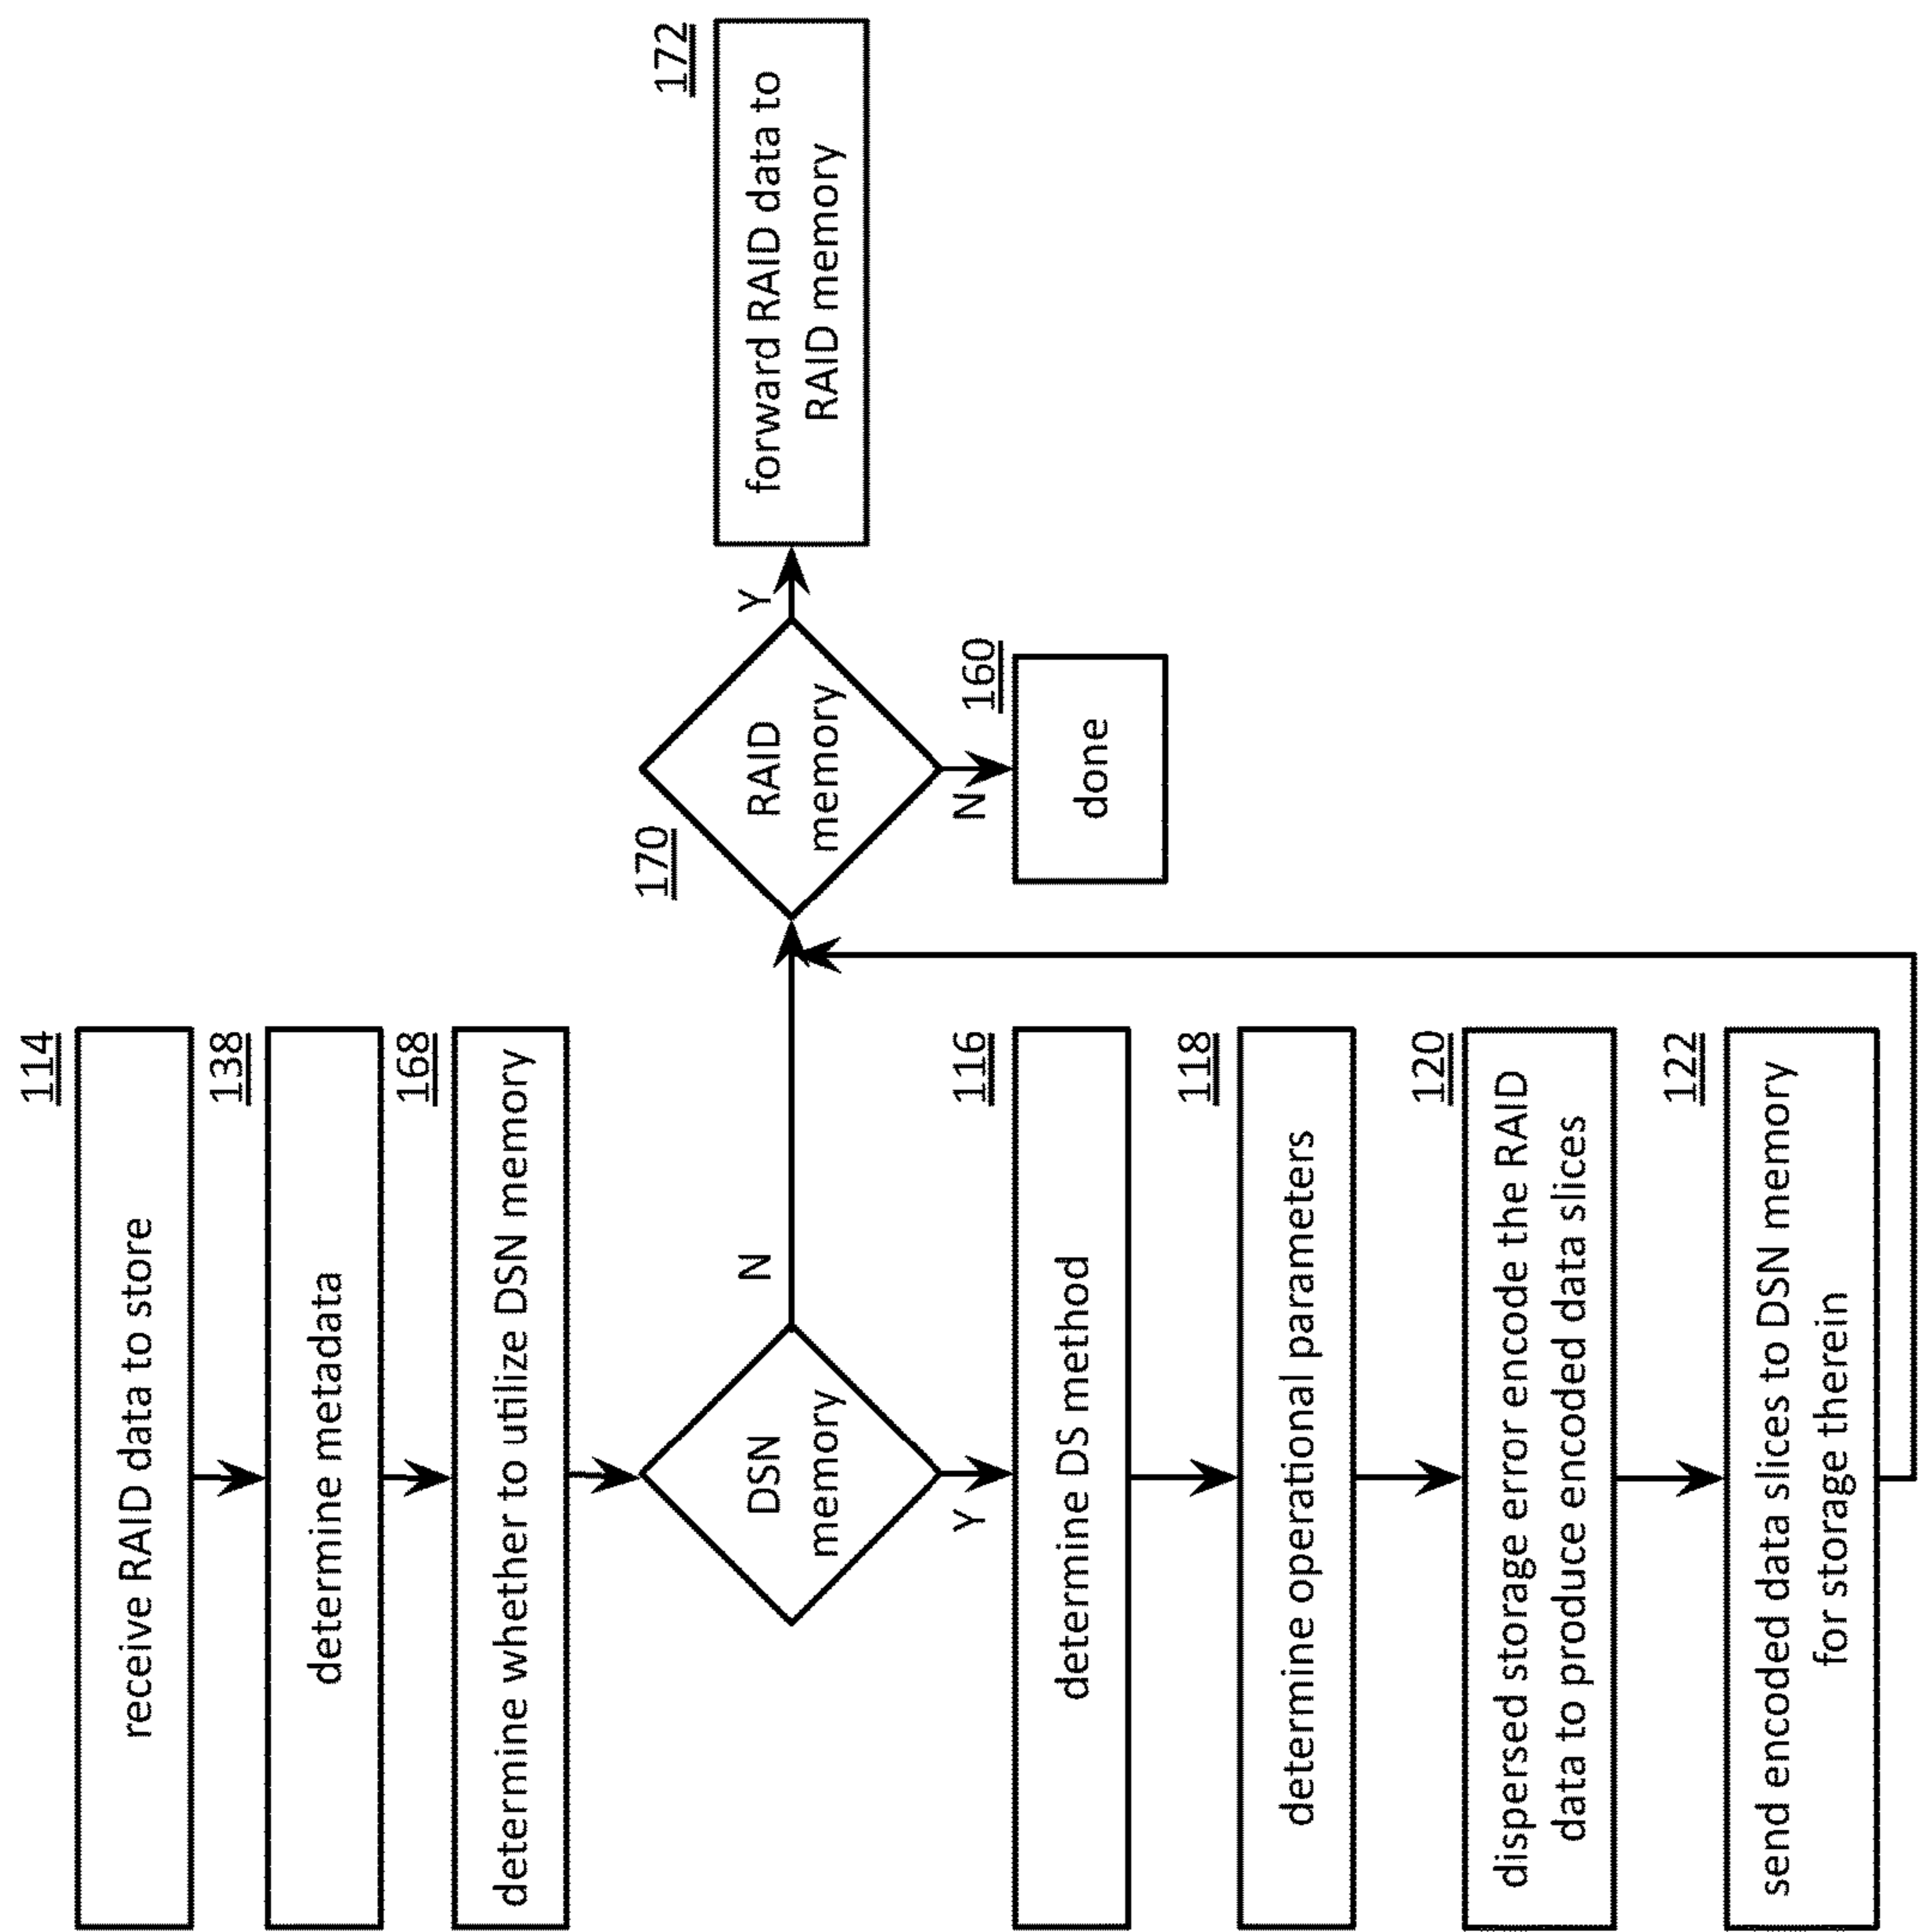 114
receive RAID data to store
138
determine metadata
168
determine whether to utilize DSN memory
DSN
memory
N
Y
116
determine DS method
118
determine operational parameters
120
dispersed storage error encode the RAID
data to produce encoded data slices
122
send encoded data slices to DSN memory
for storage therein
170
RAID
memory
Y
N
160
done
172
forward RAID data to
RAID memory